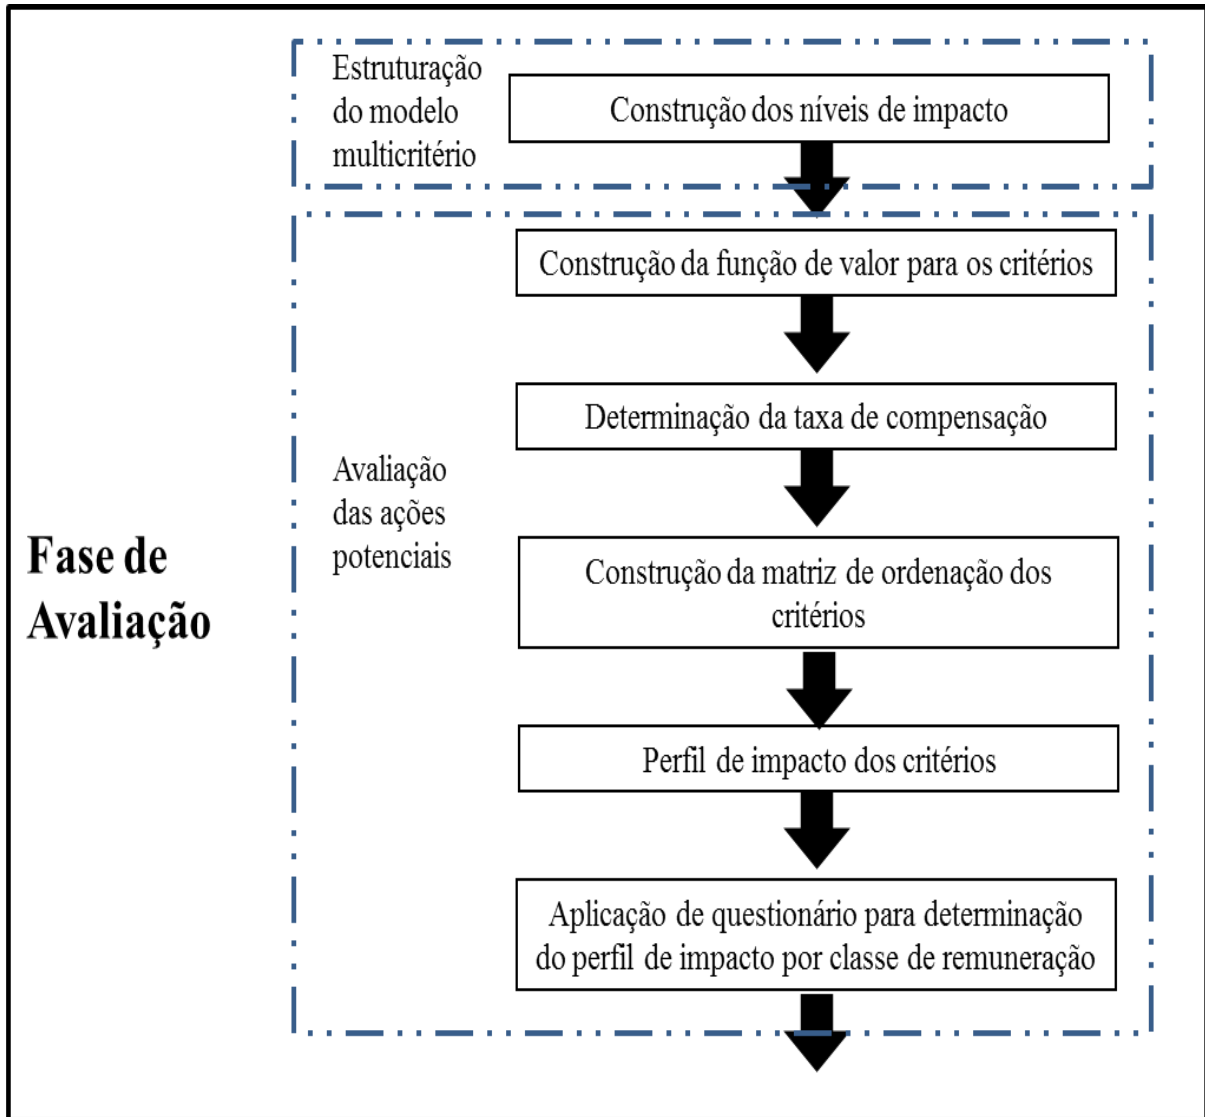 Estruturação
do modelo
multicritério
Construção dos níveis de impacto
Construção da função de valor para os critérios
Determinação da taxa de compensação
Avaliação
das ações
potenciais
Fase de
Avaliação
Construção da matriz de ordenação dos
critérios
Perfil de impacto dos critérios
Aplicação de questionário para determinação
do perfil de impacto por classe de remuneração